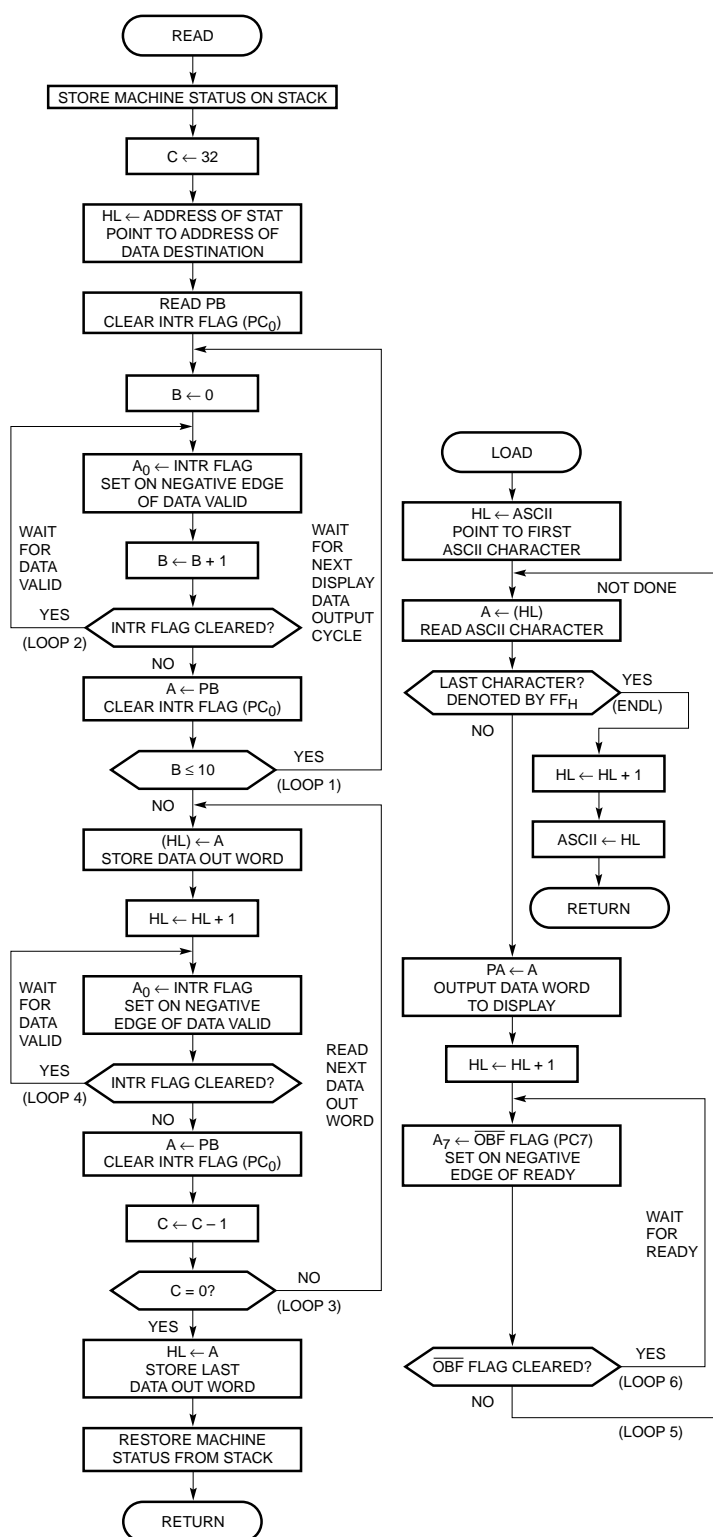 READ
STORE MACHINE STATUS ON STACK
C ← 32
HL ← ADDRESS OF STAT
POINT TO ADDRESS OF
DATA DESTINATION
READ PB
CLEAR INTR FLAG (PC0)
B ← 0
A0 ← INTR FLAG
SET ON NEGATIVE EDGE
OF DATA VALID
WAIT
FOR
DATA
VALID
B ← B + 1
WAIT
FOR
NEXT
DISPLAY
DATA
OUTPUT
CYCLE
YES
(LOOP 2)
INTR FLAG CLEARED?
NO
A ← PB
CLEAR INTR FLAG (PC0)
B ≤ 10
YES
(LOOP 1)
NO
(HL) ← A
STORE DATA OUT WORD
HL ← HL + 1
WAIT
FOR
DATA
VALID
A0 ← INTR FLAG
SET ON NEGATIVE
EDGE OF DATA VALID
READ
NEXT
DATA
OUT
WORD
YES
(LOOP 4)
INTR FLAG CLEARED?
NO
A ← PB
CLEAR INTR FLAG (PC0)
C ← C – 1
C = 0?
NO
(LOOP 3)
YES
HL ← A
STORE LAST
DATA OUT WORD
RESTORE MACHINE
STATUS FROM STACK
RETURN
LOAD
HL ← ASCII
POINT TO FIRST
ASCII CHARACTER
NOT DONE
A ← (HL)
READ ASCII CHARACTER
LAST CHARACTER?
DENOTED BY FFH
YES
(ENDL)
NO
HL ← HL + 1
ASCII ← HL
RETURN
PA ← A
OUTPUT DATA WORD
TO DISPLAY
HL ← HL + 1
A7 ← O̅B̅F̅ FLAG (PC7)
SET ON NEGATIVE
EDGE OF READY
WAIT
FOR
READY
O̅B̅F̅ FLAG CLEARED?
YES
(LOOP 6)
NO
(LOOP 5)